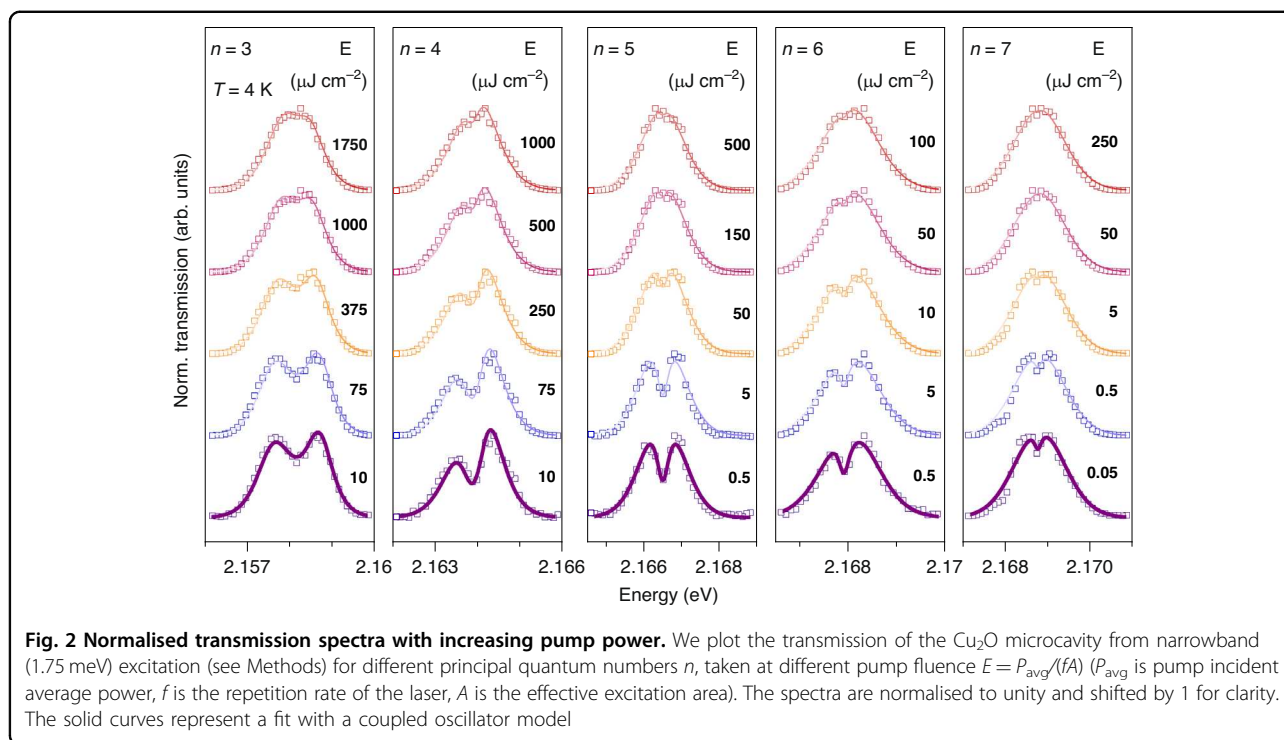 n = 3 E
(μJ cm⁻²)
T = 4 K
1750
1000
375
75
10
n = 4 E
(μJ cm⁻²)
1000
500
250
75
10
n = 5 E
(μJ cm⁻²)
500
150
50
5
0.5
n = 6 E
(μJ cm⁻²)
100
50
10
5
0.5
n = 7 E
(μJ cm⁻²)
250
50
5
0.5
0.05
Norm. transmission (arb. units)
2.157 2.16 2.163 2.166 2.166 2.168 2.168 2.17 2.168 2.170
Energy (eV)
Fig. 2 Normalised transmission spectra with increasing pump power. We plot the transmission of the Cu₂O microcavity from narrowband
(1.75 meV) excitation (see Methods) for different principal quantum numbers n, taken at different pump fluence E = Pavg/(fA) (Pavg is pump incident
average power, f is the repetition rate of the laser, A is the effective excitation area). The spectra are normalised to unity and shifted by 1 for clarity.
The solid curves represent a fit with a coupled oscillator model